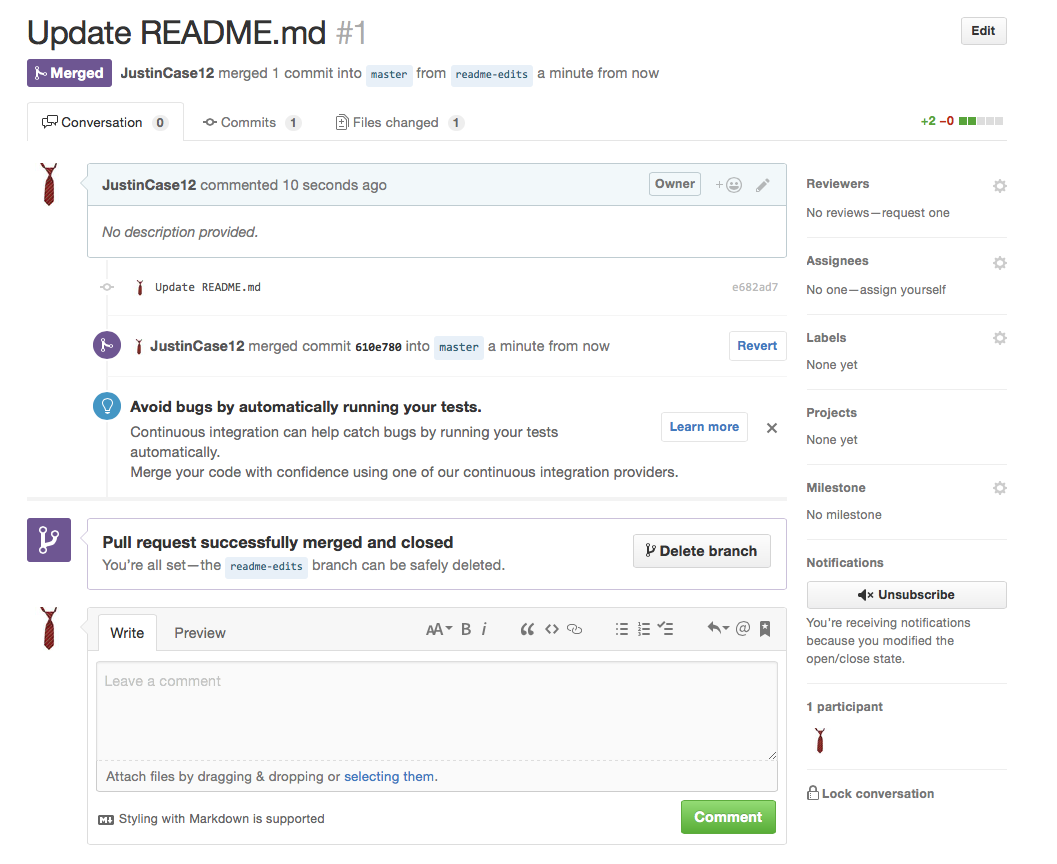 Update README.md #1
Edit
Merged JustinCase12 merged 1 commit into master from readme-edits a minute from now
Conversation 0 Commits 1 Files changed 1 +2 −0
JustinCase12 commented 10 seconds ago Owner +
No description provided.
Update README.md e682ad7
JustinCase12 merged commit 610e780 into master a minute from now Revert
Avoid bugs by automatically running your tests.
Continuous integration can help catch bugs by running your tests
automatically.
Merge your code with confidence using one of our continuous integration providers.
Learn more
Pull request successfully merged and closed
You're all set—the readme-edits branch can be safely deleted.
Delete branch
Write Preview AA B i
Leave a comment
Attach files by dragging & dropping or selecting them.
Styling with Markdown is supported
Comment
Reviewers
No reviews—request one
Assignees
No one—assign yourself
Labels
None yet
Projects
None yet
Milestone
No milestone
Notifications
Unsubscribe
You're receiving notifications
because you modified the
open/close state.
1 participant
Lock conversation